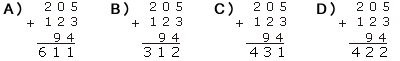 A) 205 B) 205 C) 205 D) 205
+ 123 + 123 + 123 + 123
94 94 94 94
611 312 431 422